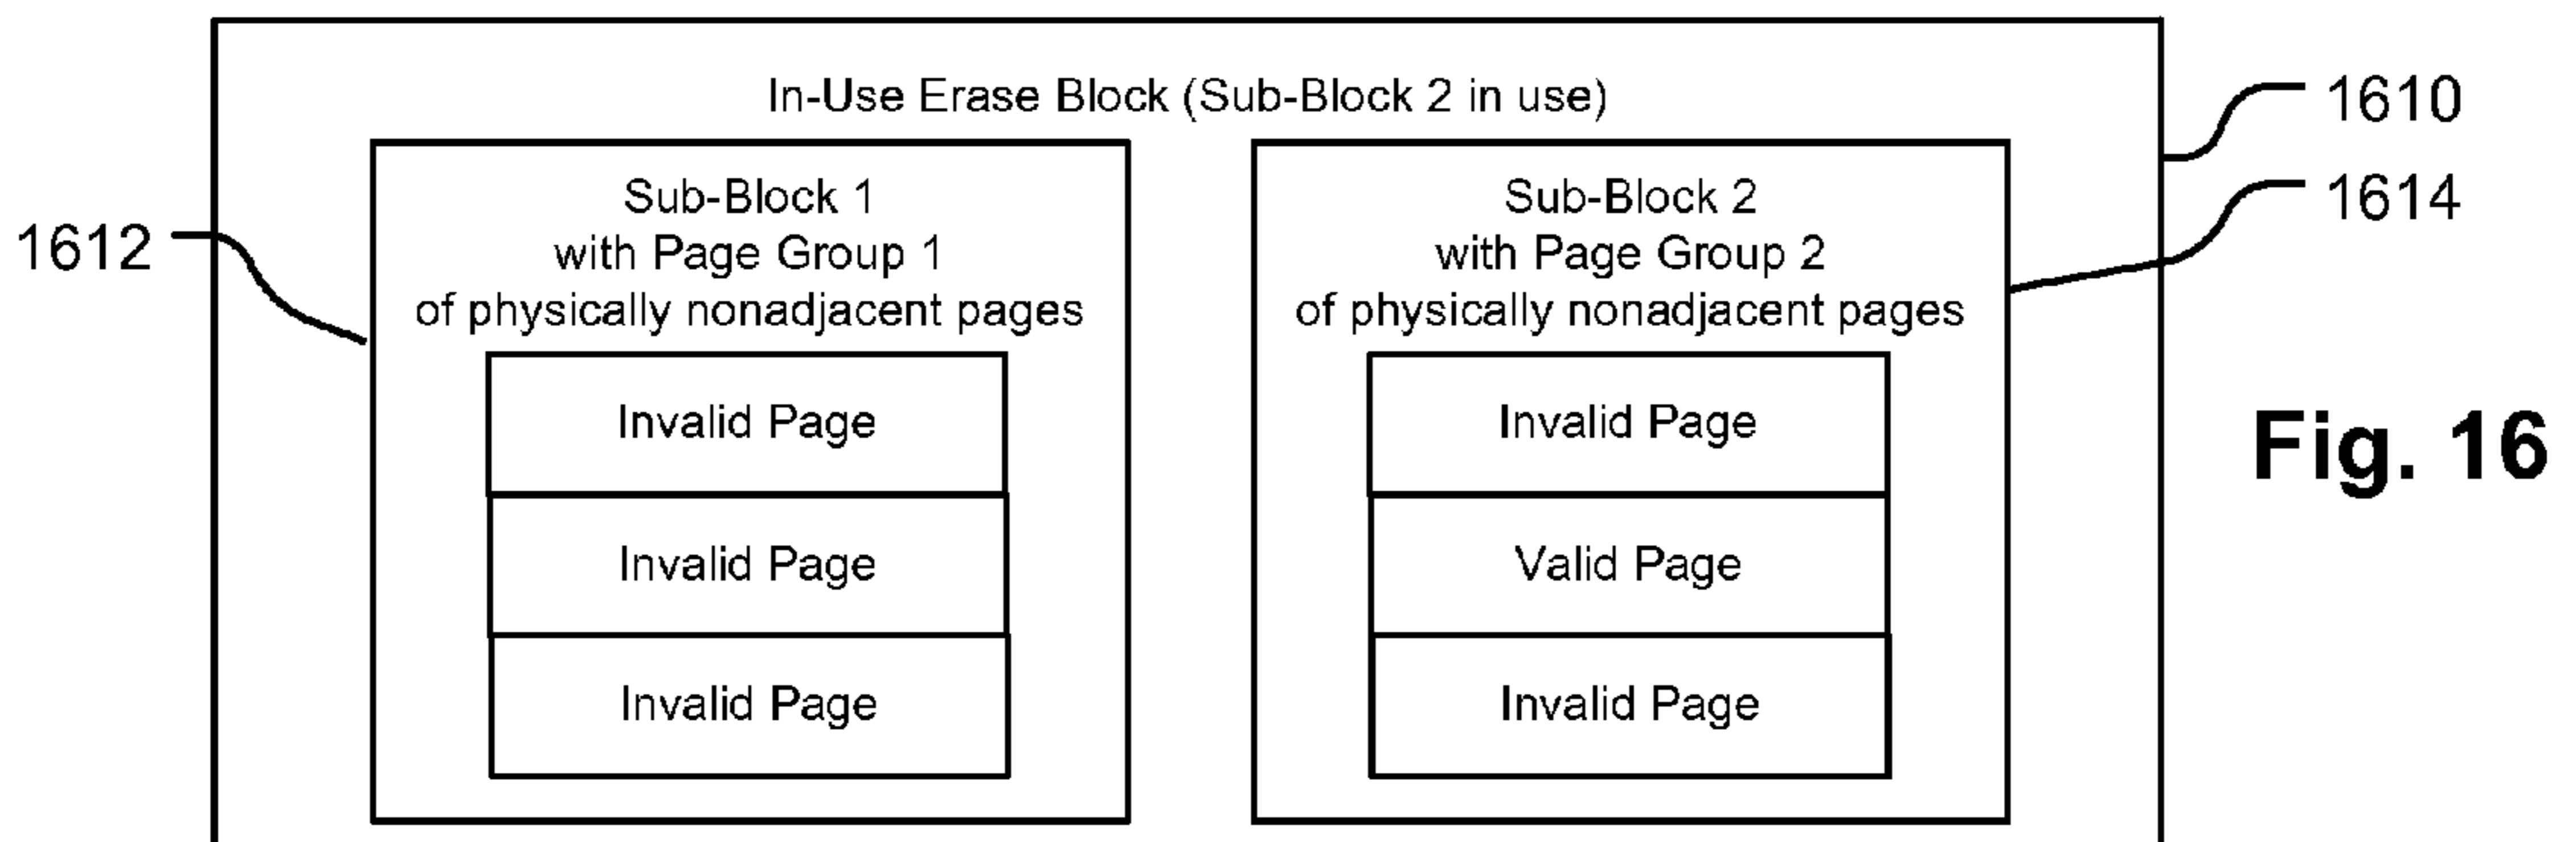 In-Use Erase Block (Sub-Block 2 in use)
1610
1612
Sub-Block 1
with Page Group 1
of physically nonadjacent pages
Invalid Page
Invalid Page
Invalid Page
1614
Sub-Block 2
with Page Group 2
of physically nonadjacent pages
Invalid Page
Valid Page
Invalid Page
Fig. 16